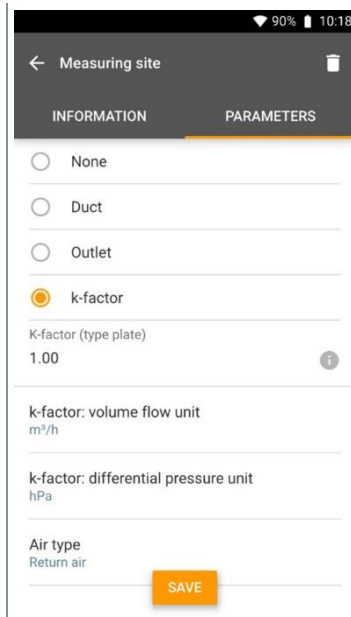 90% 10:18
Measuring site
INFORMATION PARAMETERS
None
Duct
Outlet
k-factor
K-factor (type plate)
1.00
k-factor: volume flow unit
m³/h
k-factor: differential pressure unit
hPa
Air type
Return air
SAVE